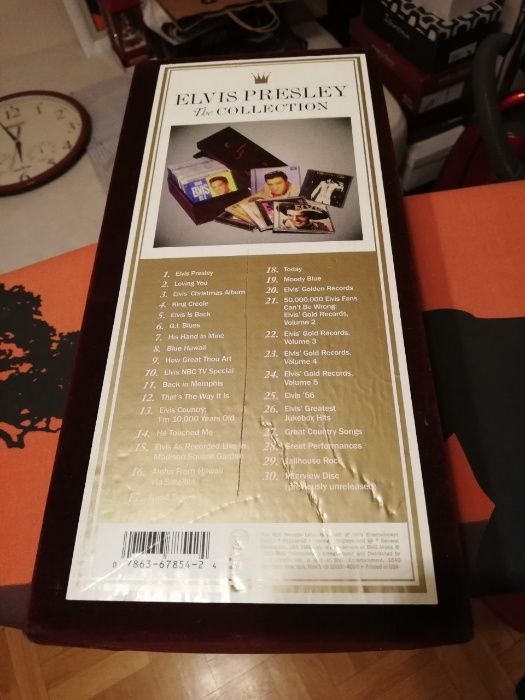 ELVIS PRESLEY
The COLLECTION
1. Elvis Presley
2. Loving You
3. Elvis' Christmas Album
4. King Creole
5. Elvis Is Back
6. G.I. Blues
7. His Hand in Mine
8. Blue Hawaii
9. How Great Thou Art
10. Elvis NBC TV Special
11. Back in Memphis
12. That's The Way It Is
13. Elvis Country:
I'm 10,000 Years Old
14. He Touched Me
15. Elvis As Recorded Live in
Madison Square Garden
16. Aloha From Hawaii
Via Satellite
17.
18. Today
19. Moody Blue
20. Elvis' Golden Records
21. 50,000,000 Elvis Fans
Can't Be Wrong:
Elvis' Gold Records,
Volume 2
22. Elvis' Gold Records,
Volume 3
23. Elvis' Gold Records,
Volume 4
24. Elvis' Gold Records,
Volume 5
25. Elvis '56
26. Elvis' Greatest
Jukebox Hits
27. Great Country Songs
28. Great Performances
29. Jailhouse Rock
30. Interview Disc
(previously unreleased)
0 7863-67854-2 4